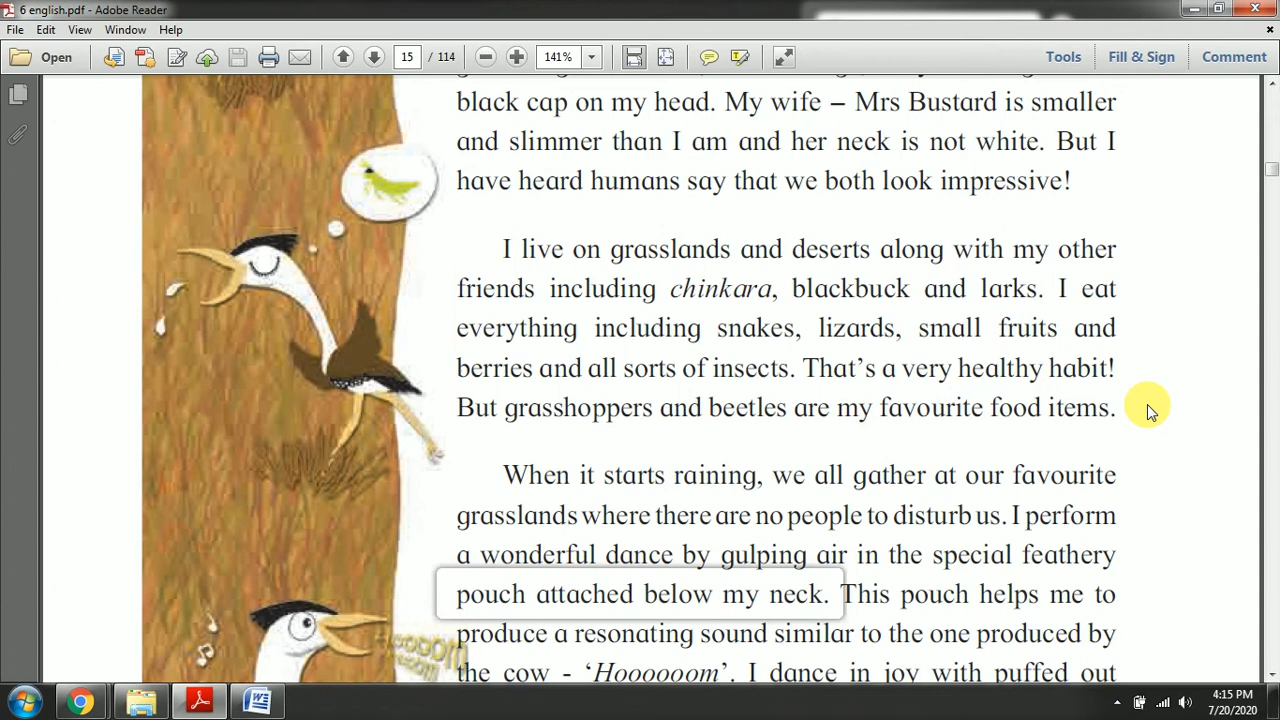 6 english.pdf - Adobe Reader
File Edit View Window Help
Open 15 / 114 141% Tools Fill & Sign Comment
black cap on my head. My wife – Mrs Bustard is smaller
and slimmer than I am and her neck is not white. But I
have heard humans say that we both look impressive!
I live on grasslands and deserts along with my other
friends including chinkara, blackbuck and larks. I eat
everything including snakes, lizards, small fruits and
berries and all sorts of insects. That's a very healthy habit!
But grasshoppers and beetles are my favourite food items.
When it starts raining, we all gather at our favourite
grasslands where there are no people to disturb us. I perform
a wonderful dance by gulping air in the special feathery
pouch attached below my neck. This pouch helps me to
produce a resonating sound similar to the one produced by
the cow - ‘Hoooooom’. I dance in joy with puffed out
4:15 PM
7/20/2020